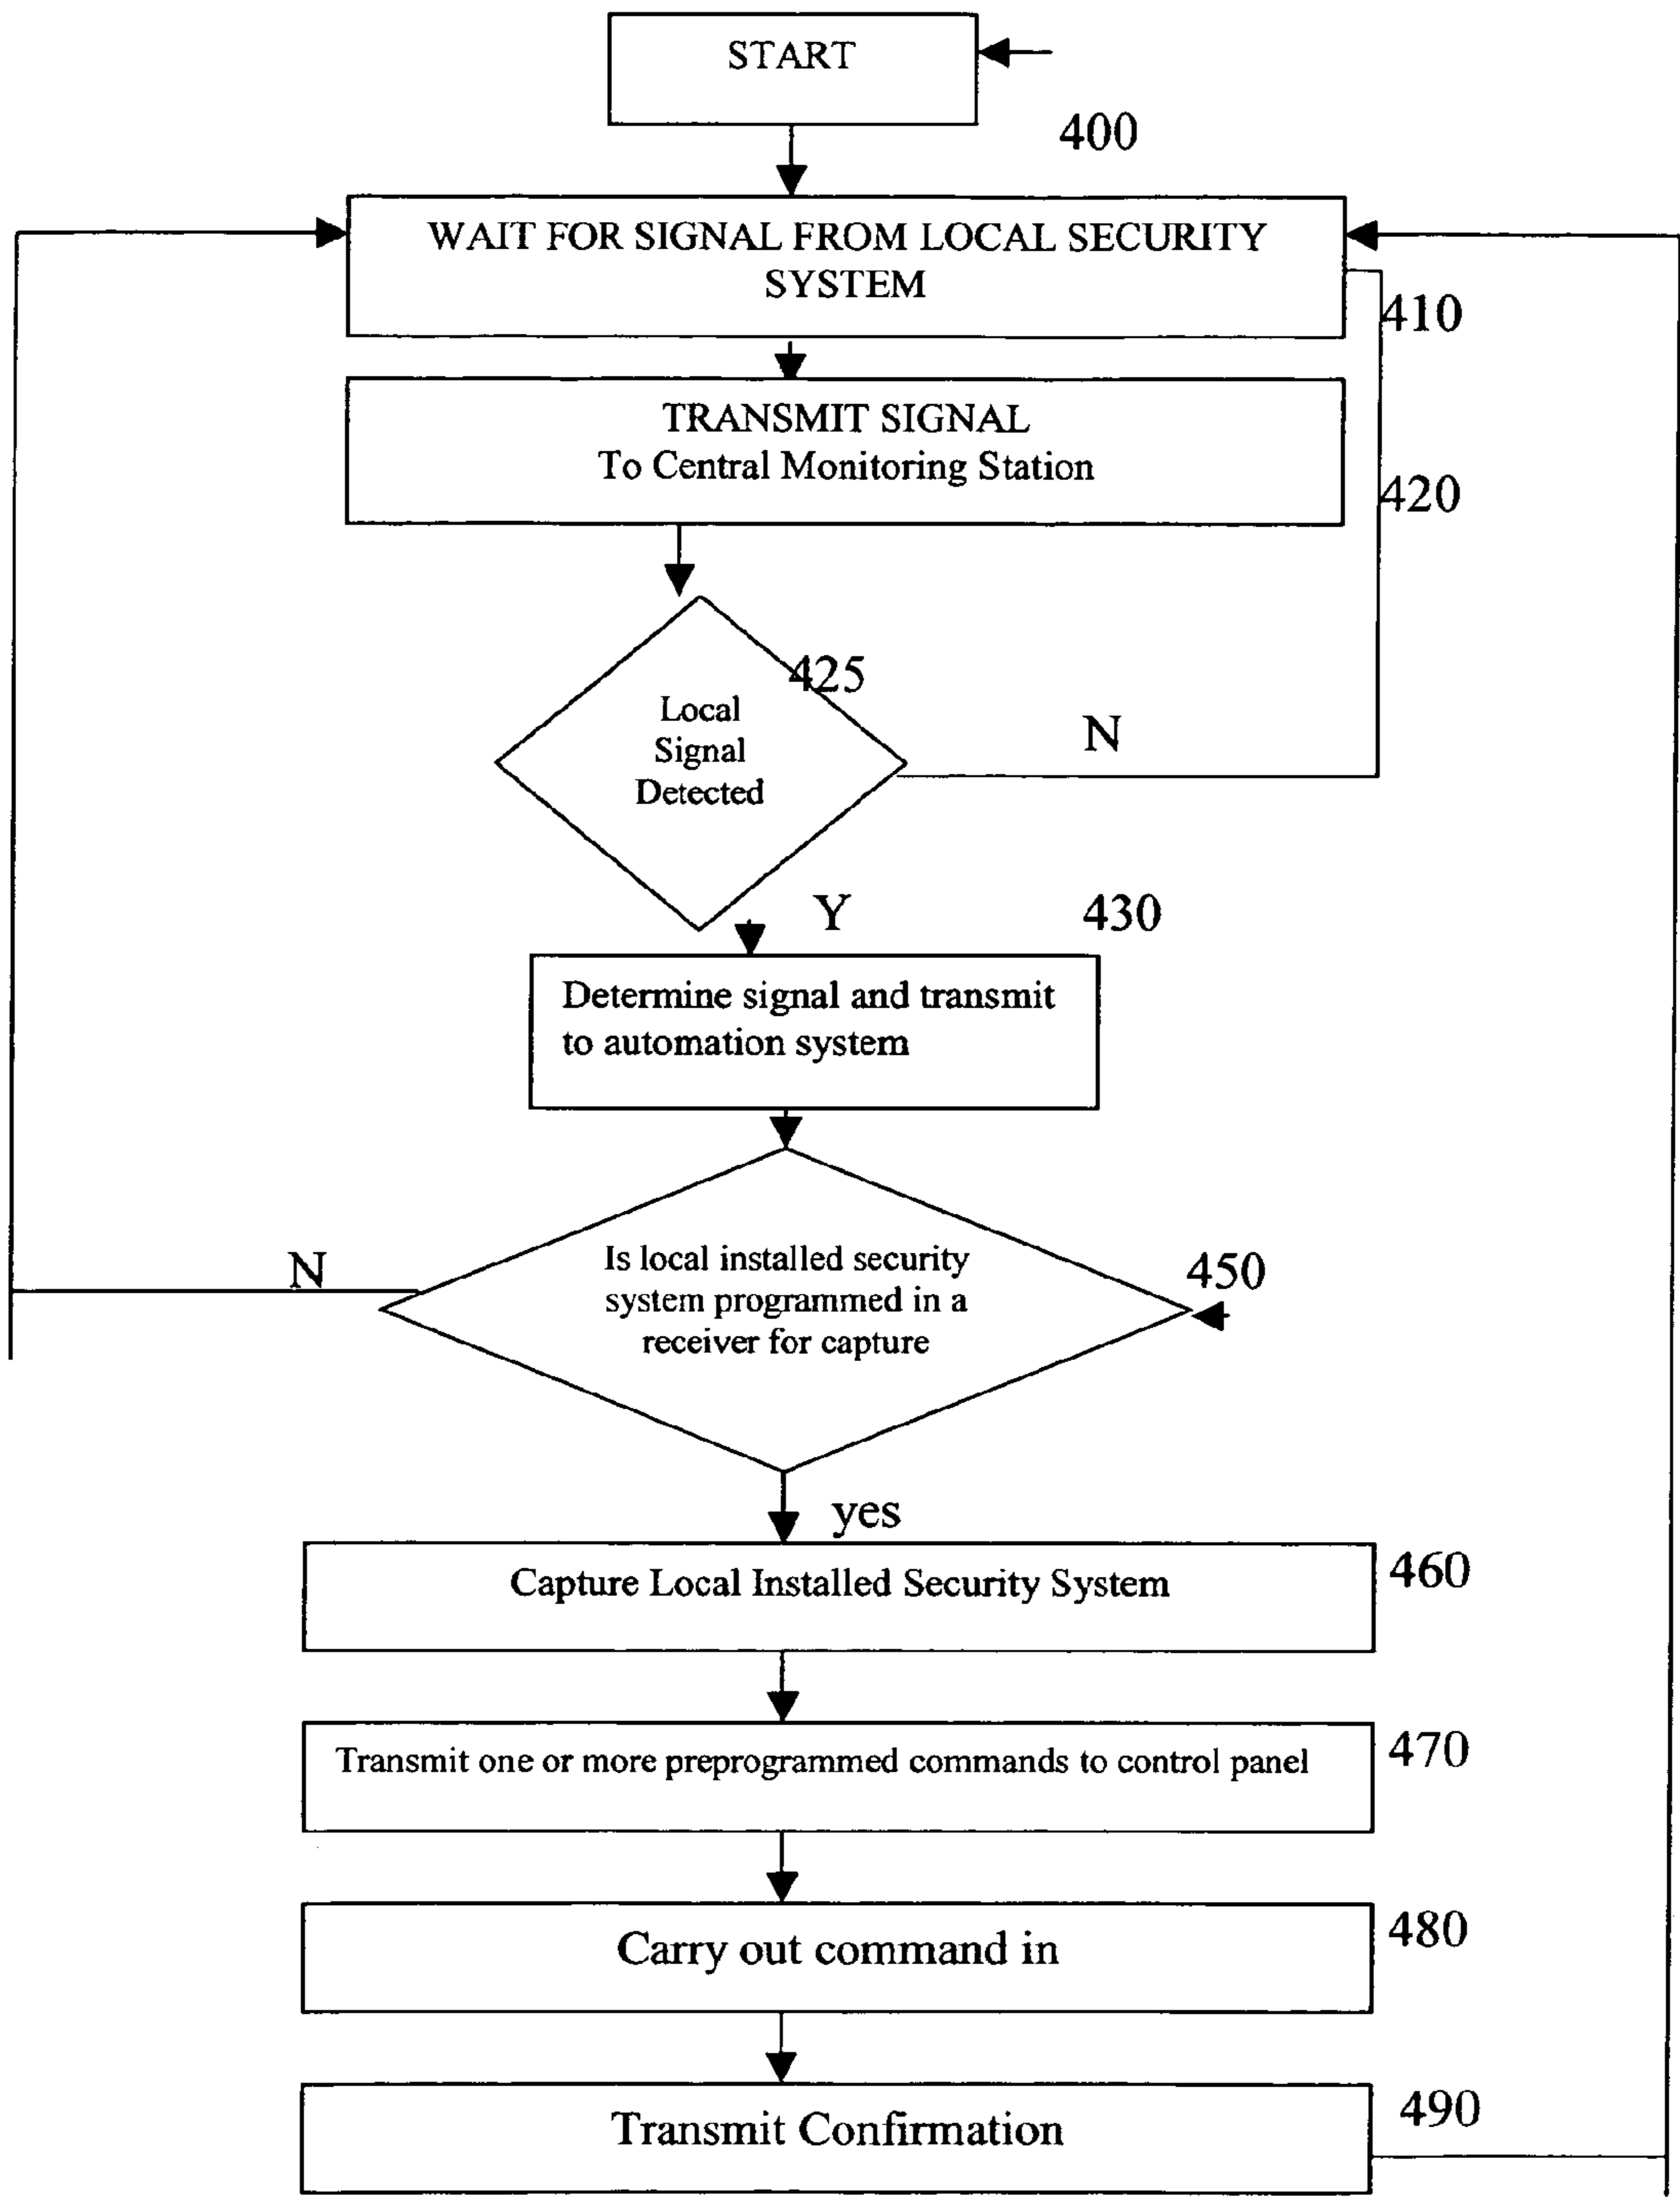 START
400
WAIT FOR SIGNAL FROM LOCAL SECURITY
SYSTEM
410
TRANSMIT SIGNAL
To Central Monitoring Station
420
425
Local
Signal
Detected
N
Y
430
Determine signal and transmit
to automation system
N
Is local installed security
system programmed in a
receiver for capture
450
yes
Capture Local Installed Security System
460
Transmit one or more preprogrammed commands to control panel
470
Carry out command in
480
Transmit Confirmation
490